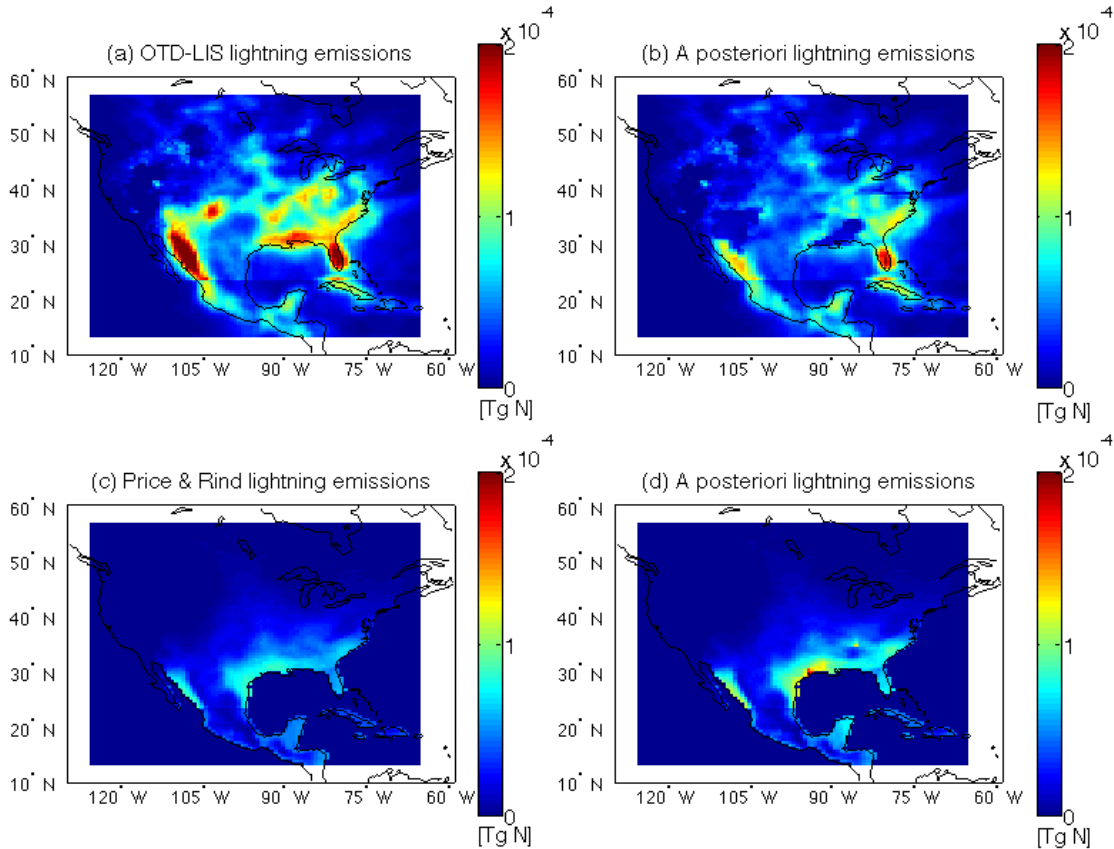 (a) OTD-LIS lightning emissions
x 10⁻⁴
2
1
0
[Tg N]
60° N
50° N
40° N
30° N
20° N
10° N
120° W 105° W 90° W 75° W 60° W
(b) A posteriori lightning emissions
x 10⁻⁴
2
1
0
[Tg N]
60° N
50° N
40° N
30° N
20° N
10° N
120° W 105° W 90° W 75° W 60° W
(c) Price & Rind lightning emissions
x 10⁻⁴
2
1
0
[Tg N]
60° N
50° N
40° N
30° N
20° N
10° N
120° W 105° W 90° W 75° W 60° W
(d) A posteriori lightning emissions
x 10⁻⁴
2
1
0
[Tg N]
60° N
50° N
40° N
30° N
20° N
10° N
120° W 105° W 90° W 75° W 60° W